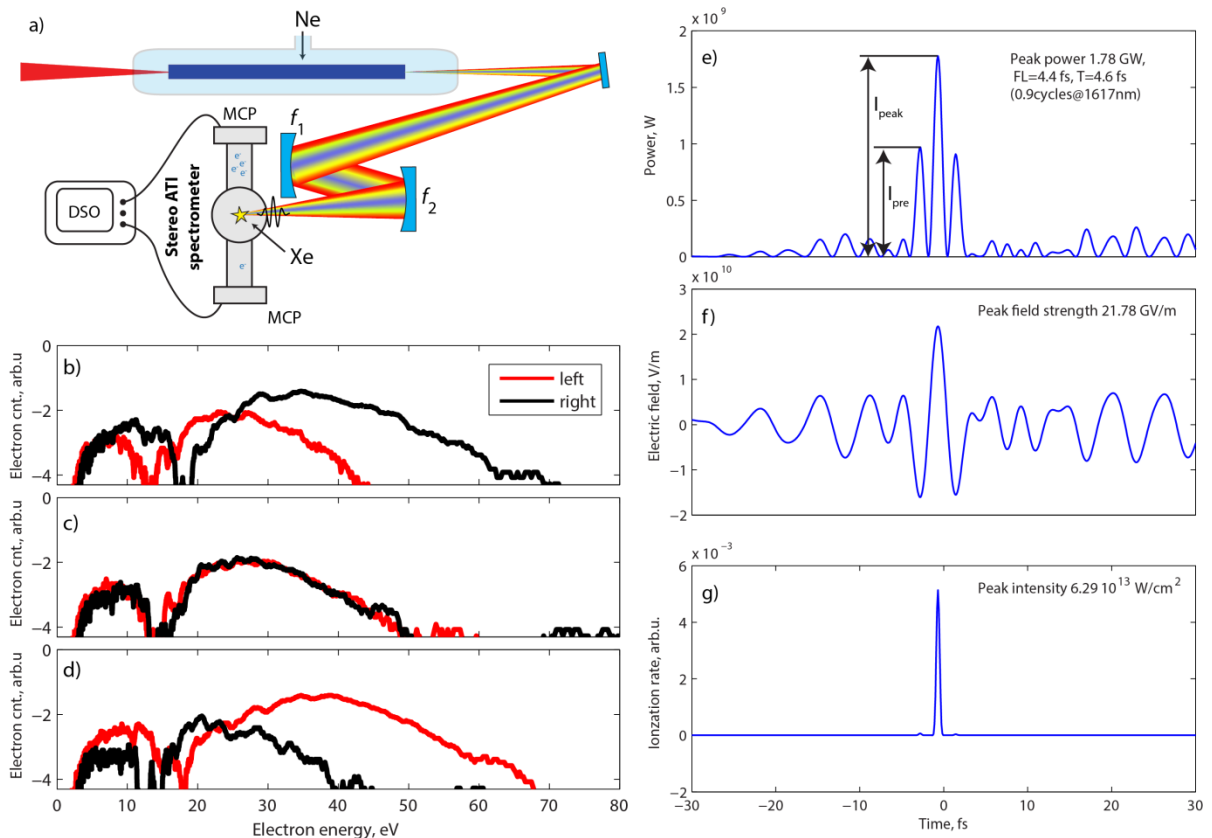 a)
Ne
MCP
f1
f2
DSO
Stereo ATI
spectrometer
e-
e-
e-
e-
e-
e-
Xe
MCP
b)
left
right
Electron cnt., arb.u
0
−2
−4
c)
Electron cnt., arb.u
0
−2
−4
d)
Electron cnt., arb.u
0
−2
−4
0 10 20 30 40 50 60 70 80
Electron energy, eV
x 10^9
e)
Peak power 1.78 GW,
FL=4.4 fs, T=4.6 fs
(0.9cycles@1617nm)
Ipeak
Ipre
Power, W
2
1.5
1
0.5
0
x 10^10
f)
Peak field strength 21.78 GV/m
Electric field, V/m
3
2
1
0
−1
−2
x 10^−3
g)
Peak intensity 6.29 10^13 W/cm^2
Ionzation rate, arb.u.
6
4
2
0
−2
−30 −20 −10 0 10 20 30
Time, fs